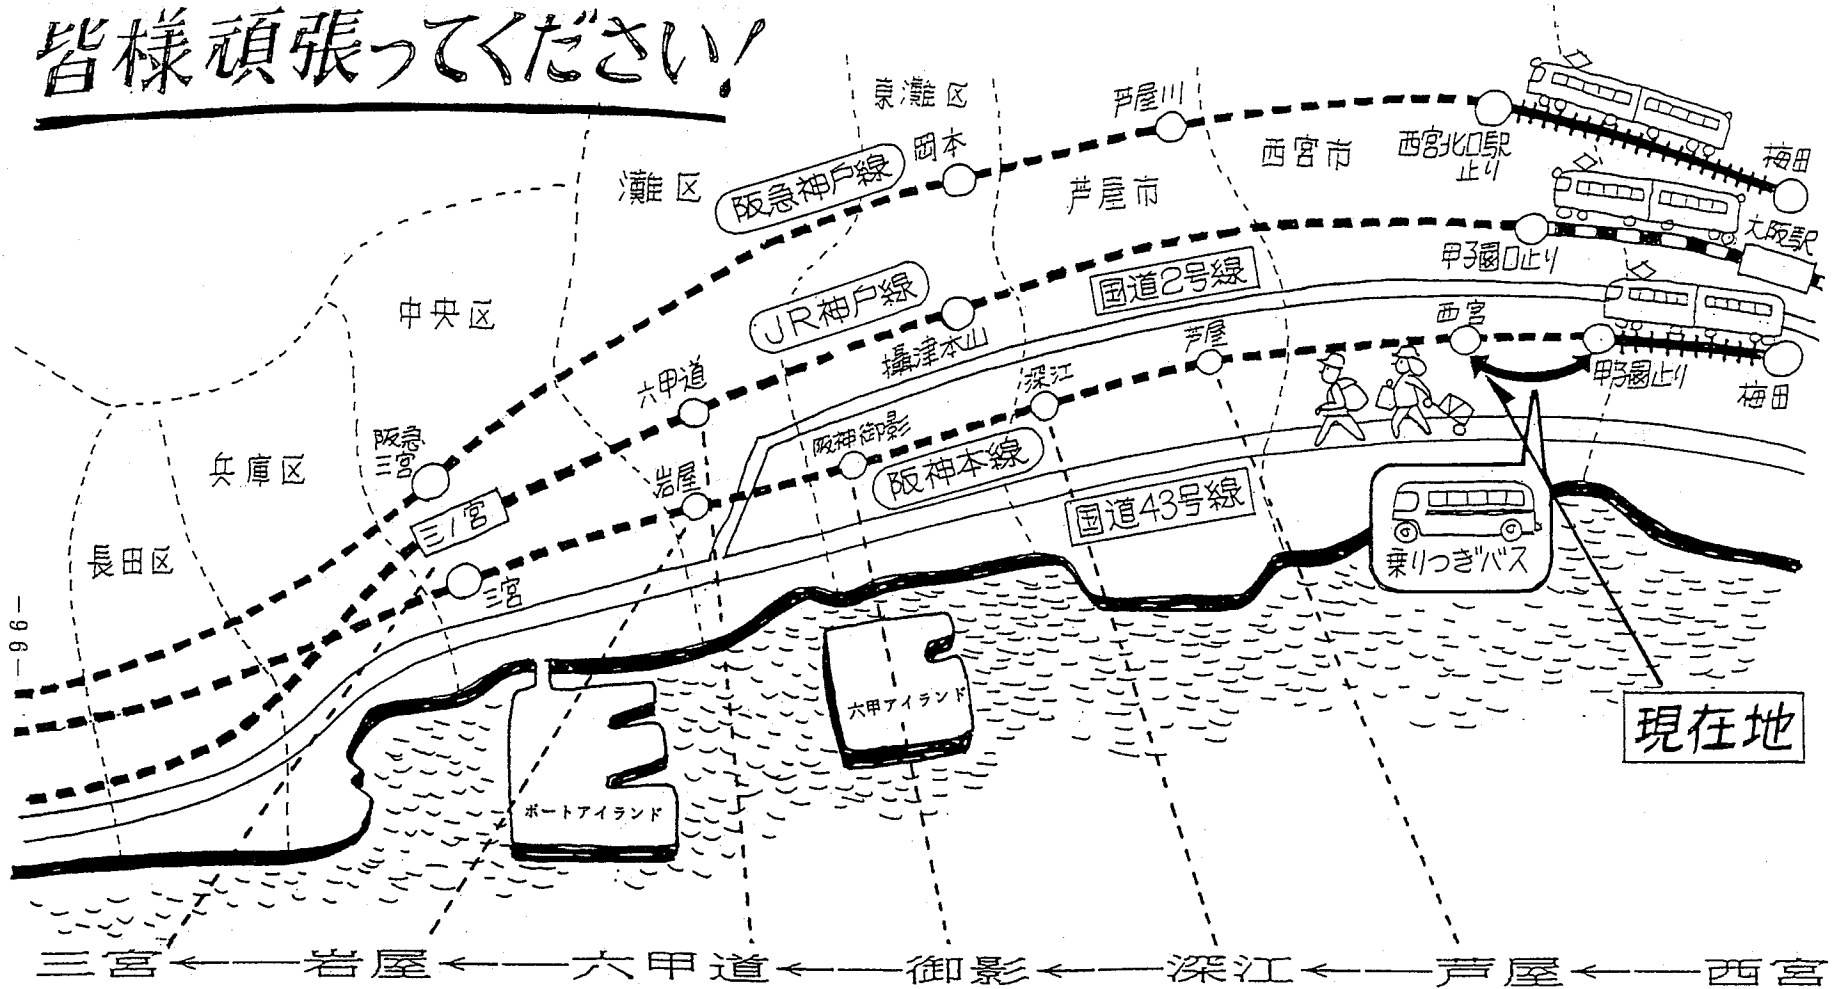 皆様頑張ってください!
東灘区
芦屋川
岡本
西宮市
西宮北口駅
止り
梅田
灘区
阪急神戸線
芦屋市
大阪駅
甲子園口止り
国道2号線
中央区
JR神戸線
摂津本山
西宮
芦屋
甲子園止り
梅田
六甲道
深江
阪急
三宮
阪神御影
兵庫区
岩屋
阪神本線
三ノ宮
国道43号線
長田区
乗りつぎバス
三宮
-96-
六甲アイランド
現在地
ポートアイランド
三宮←――岩屋←――六甲道←――御影←――深江←――芦屋←――西宮